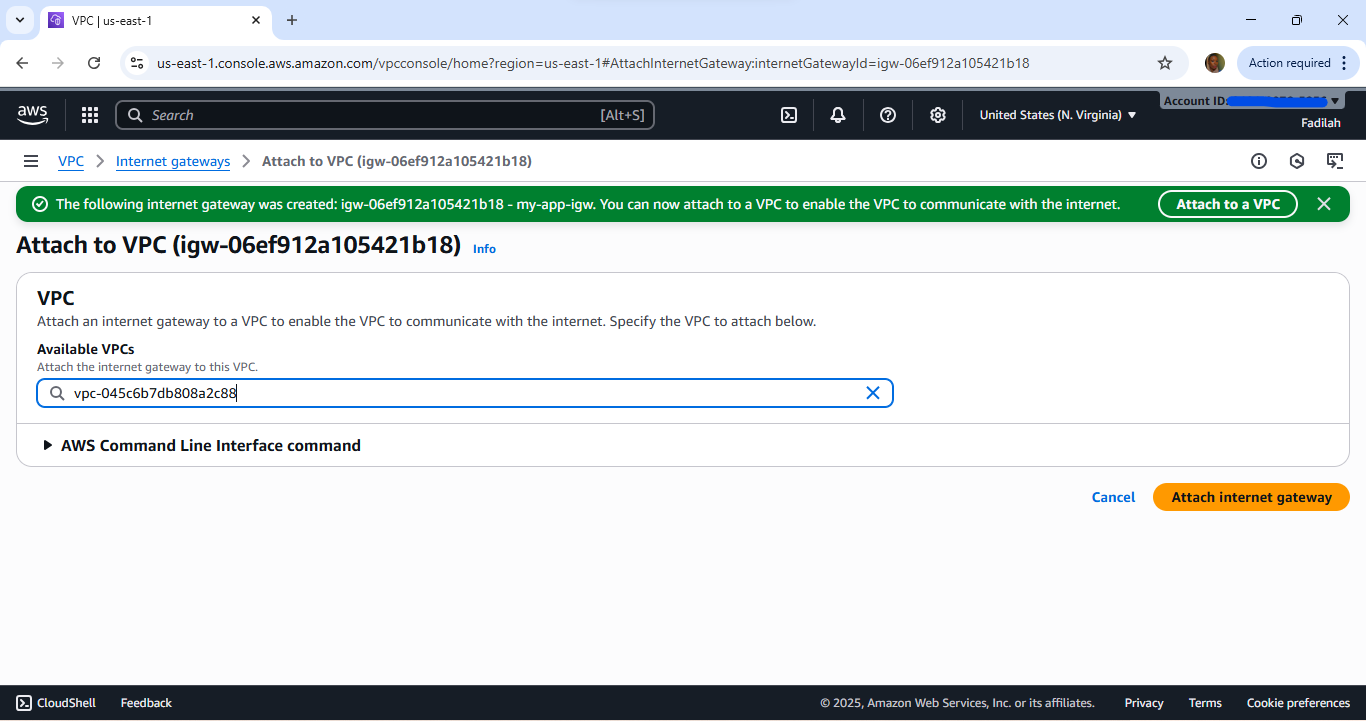 VPC | us-east-1
us-east-1.console.aws.amazon.com/vpcconsole/home?region=us-east-1#AttachInternetGateway:internetGatewayId=igw-06ef912a105421b18
Action required
aws
Search
[Alt+S]
United States (N. Virginia)
Account ID:
Fadilah
VPC
Internet gateways
Attach to VPC (igw-06ef912a105421b18)
The following internet gateway was created: igw-06ef912a105421b18 - my-app-igw. You can now attach to a VPC to enable the VPC to communicate with the internet.
Attach to a VPC
Attach to VPC (igw-06ef912a105421b18)
Info
VPC
Attach an internet gateway to a VPC to enable the VPC to communicate with the internet. Specify the VPC to attach below.
Available VPCs
Attach the internet gateway to this VPC.
vpc-045c6b7db808a2c88
AWS Command Line Interface command
Cancel
Attach internet gateway
CloudShell
Feedback
© 2025, Amazon Web Services, Inc. or its affiliates.
Privacy
Terms
Cookie preferences